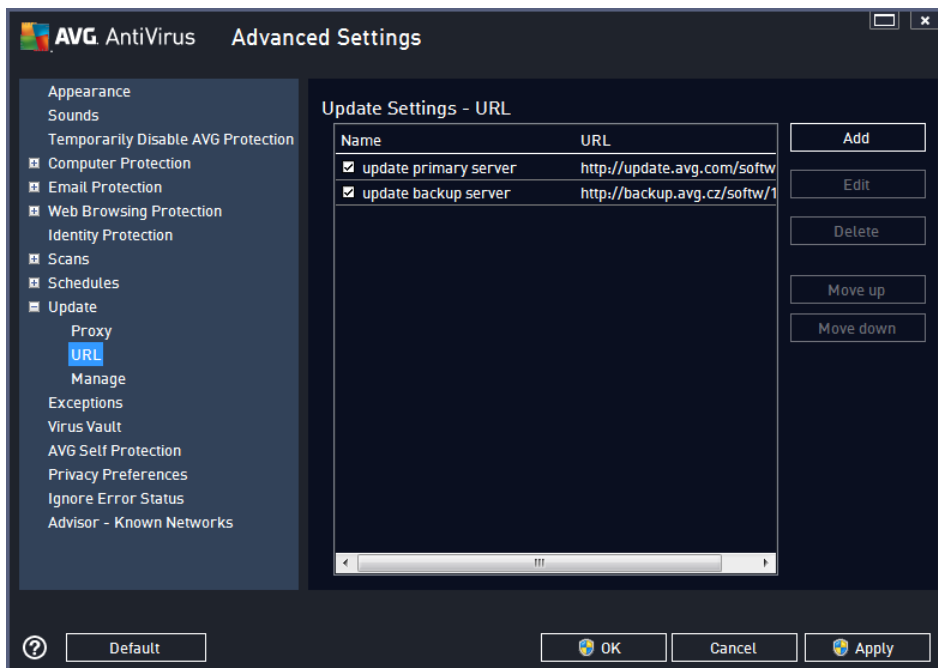 AVG AntiVirus Advanced Settings
Appearance
Sounds
Temporarily Disable AVG Protection
Computer Protection
Email Protection
Web Browsing Protection
Identity Protection
Scans
Schedules
Update
Proxy
URL
Manage
Exceptions
Virus Vault
AVG Self Protection
Privacy Preferences
Ignore Error Status
Advisor - Known Networks
Update Settings - URL
Name URL
update primary server http://update.avg.com/softw
update backup server http://backup.avg.cz/softw/1
Add
Edit
Delete
Move up
Move down
? Default OK Cancel Apply